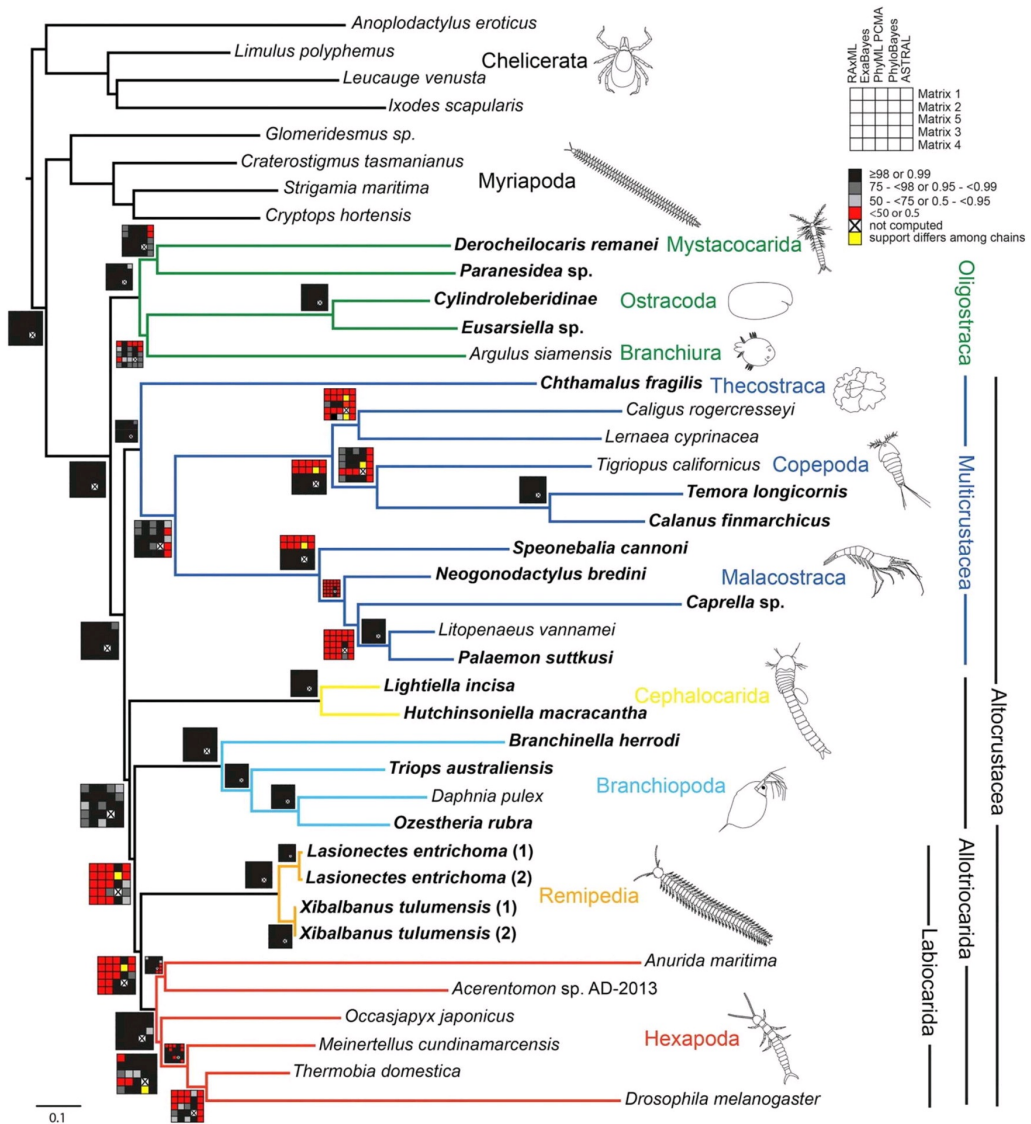 Anoplodactylus eroticus
Limulus polyphemus
Chelicerata
Leucauge venusta
Ixodes scapularis
RAxML
ExaBayes
PhyML PCMA
PhyloBayes
ASTRAL
Matrix 1
Matrix 2
Matrix 5
Matrix 3
Matrix 4
≥98 or 0.99
75 - <98 or 0.95 - <0.99
50 - <75 or 0.5 - <0.95
<50 or 0.5
not computed
support differs among chains
Glomeridesmus sp.
Craterostigmus tasmanianus
Myriapoda
Strigamia maritima
Cryptops hortensis
Derocheilocaris remanei Mystacocarida
Paranesidea sp.
Cylindroleberidinae Ostracoda
Eusarsiella sp.
Argulus siamensis Branchiura
Oligostraca
Chthamalus fragilis Thecostraca
Caligus rogercresseyi
Lernaea cyprinacea
Tigriopus californicus Copepoda
Temora longicornis
Calanus finmarchicus
Speonebalia cannoni
Neogonodactylus bredini Malacostraca
Caprella sp.
Litopenaeus vannamei
Palaemon suttkusi
Multicrustacea
Lightiella incisa
Cephalocarida
Hutchinsoniella macracantha
Branchinella herrodi
Triops australiensis
Branchiopoda
Daphnia pulex
Ozestheria rubra
Altocrustacea
Lasionectes entrichoma (1)
Lasionectes entrichoma (2)
Remipedia
Xibalbanus tulumensis (1)
Xibalbanus tulumensis (2)
Allotriocarida
Labiocarida
Anurida maritima
Acerentomon sp. AD-2013
Occasjapyx japonicus
Hexapoda
Meinertellus cundinamarcensis
Thermobia domestica
Drosophila melanogaster
0.1